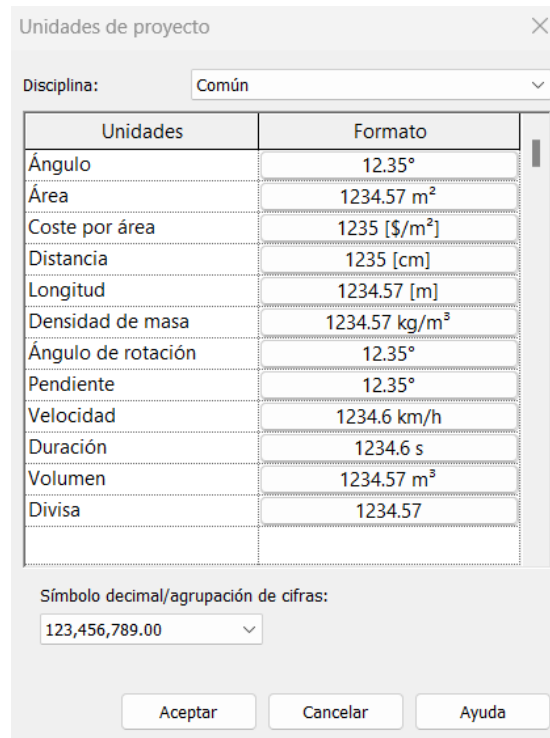 Unidades de proyecto
Disciplina: Común
Unidades Formato
Ángulo 12.35°
Área 1234.57 m²
Coste por área 1235 [$/m²]
Distancia 1235 [cm]
Longitud 1234.57 [m]
Densidad de masa 1234.57 kg/m³
Ángulo de rotación 12.35°
Pendiente 12.35°
Velocidad 1234.6 km/h
Duración 1234.6 s
Volumen 1234.57 m³
Divisa 1234.57
Símbolo decimal/agrupación de cifras:
123,456,789.00
Aceptar Cancelar Ayuda